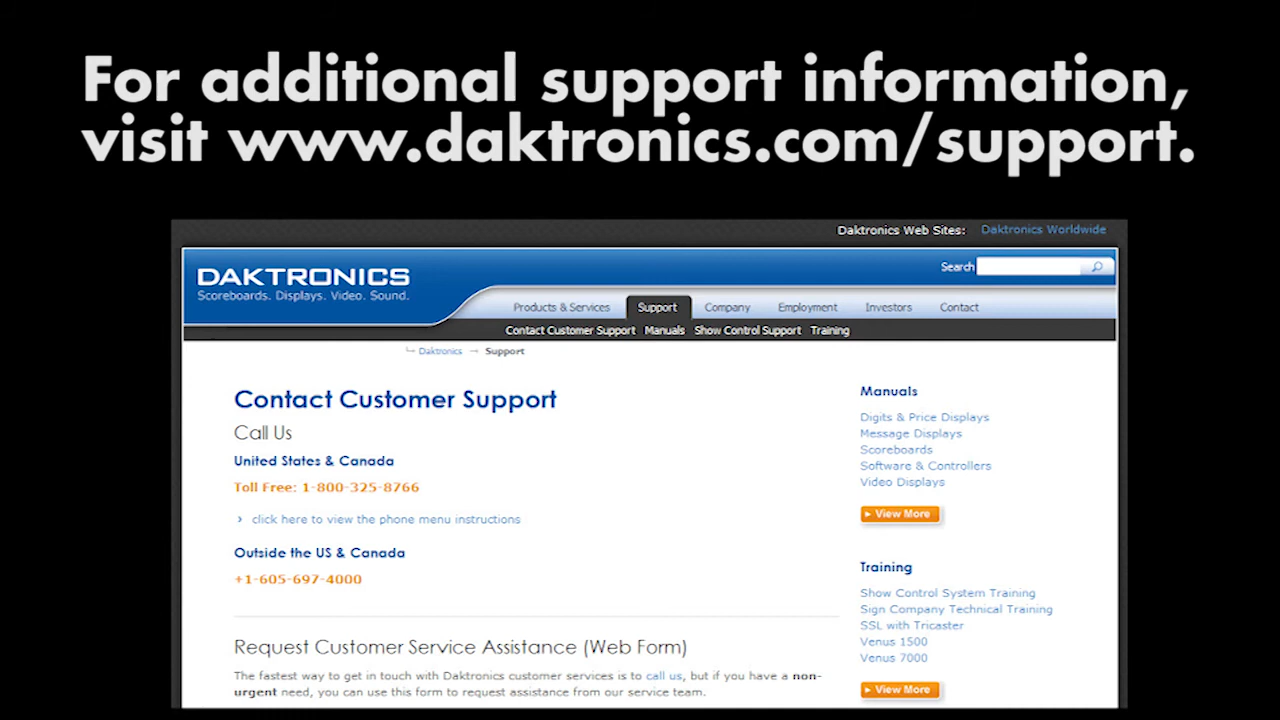 For additional support information,
visit www.daktronics.com/support.
Daktronics Web Sites: Daktronics Worldwide
DAKTRONICS
Scoreboards. Displays. Video. Sound.
Search
Products & Services Support Company Employment Investors Contact
Contact Customer Support Manuals Show Control Support Training
Daktronics → Support
Contact Customer Support
Call Us
United States & Canada
Toll Free: 1-800-325-8766
› click here to view the phone menu instructions
Outside the US & Canada
+1-605-697-4000
Request Customer Service Assistance (Web Form)
The fastest way to get in touch with Daktronics customer services is to call us, but if you have a non-
urgent need, you can use this form to request assistance from our service team.
Manuals
Digits & Price Displays
Message Displays
Scoreboards
Software & Controllers
Video Displays
View More
Training
Show Control System Training
Sign Company Technical Training
SSL with Tricaster
Venus 1500
Venus 7000
View More